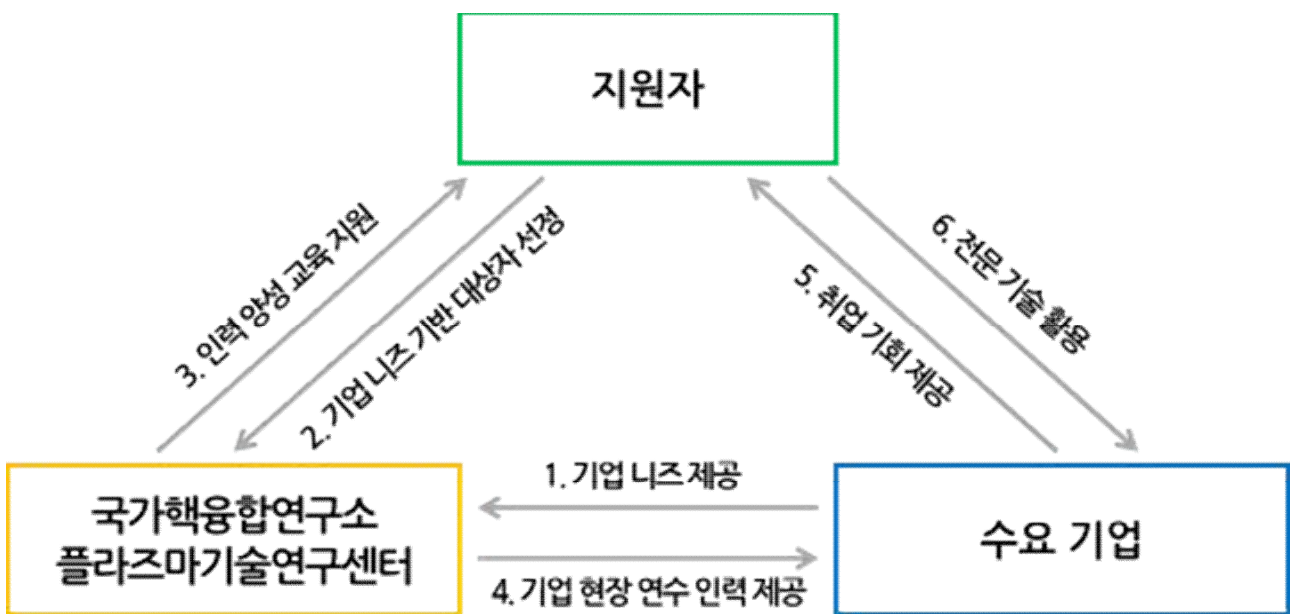 지원자
3. 인력 양성 교육 지원
2. 기업 니즈 기반 대상자 선정
5. 취업 기회 제공
6. 전문 기술 활용
국가핵융합연구소
플라즈마기술연구센터
1. 기업 니즈 제공
4. 기업 현장 연수 인력 제공
수요 기업